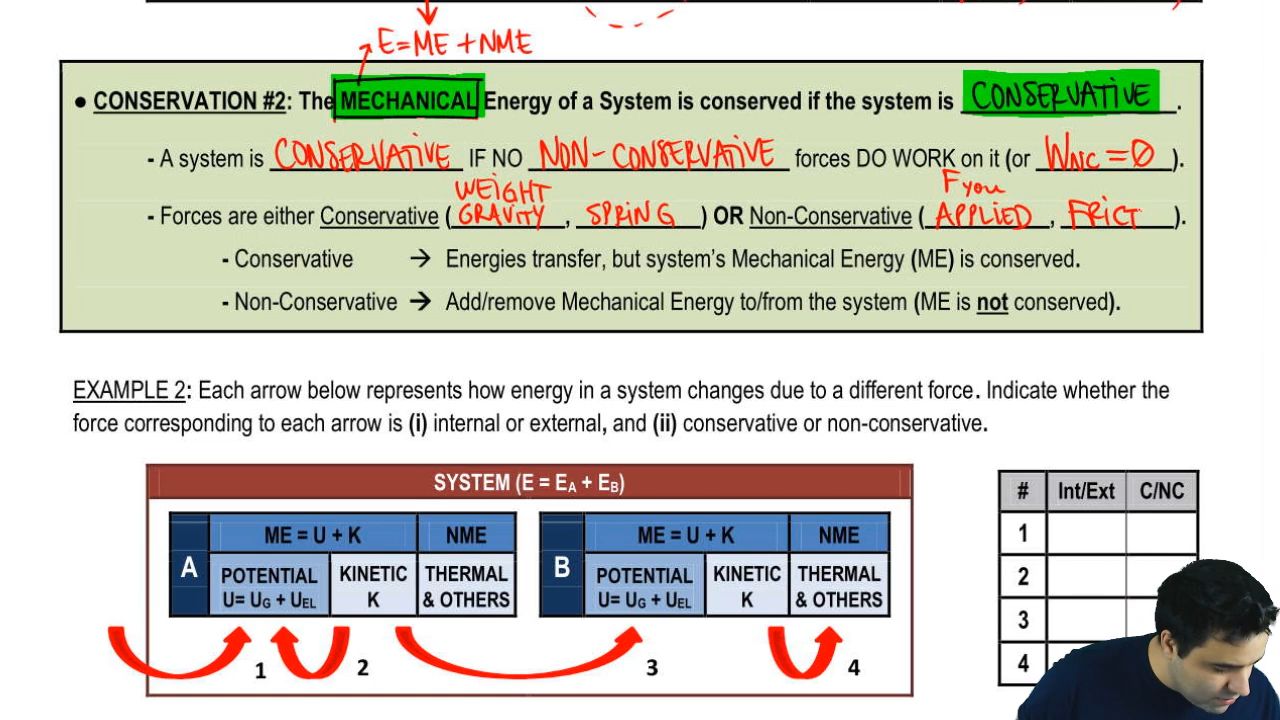 E=ME+NME
● CONSERVATION #2: The MECHANICAL Energy of a System is conserved if the system is CONSERVATIVE.
- A system is CONSERVATIVE IF NO NON-CONSERVATIVE forces DO WORK on it (or WNC=0).
WEIGHT Fyou
- Forces are either Conservative (GRAVITY, SPRING) OR Non-Conservative (APPLIED, FRICT).
- Conservative → Energies transfer, but system's Mechanical Energy (ME) is conserved.
- Non-Conservative → Add/remove Mechanical Energy to/from the system (ME is not conserved).
EXAMPLE 2: Each arrow below represents how energy in a system changes due to a different force. Indicate whether the
force corresponding to each arrow is (i) internal or external, and (ii) conservative or non-conservative.
SYSTEM (E = EA + EB)
A
ME = U + K NME
POTENTIAL KINETIC THERMAL
U= UG + UEL K & OTHERS
B
ME = U + K NME
POTENTIAL KINETIC THERMAL
U= UG + UEL K & OTHERS
1 2 3 4
# Int/Ext C/NC
1
2
3
4